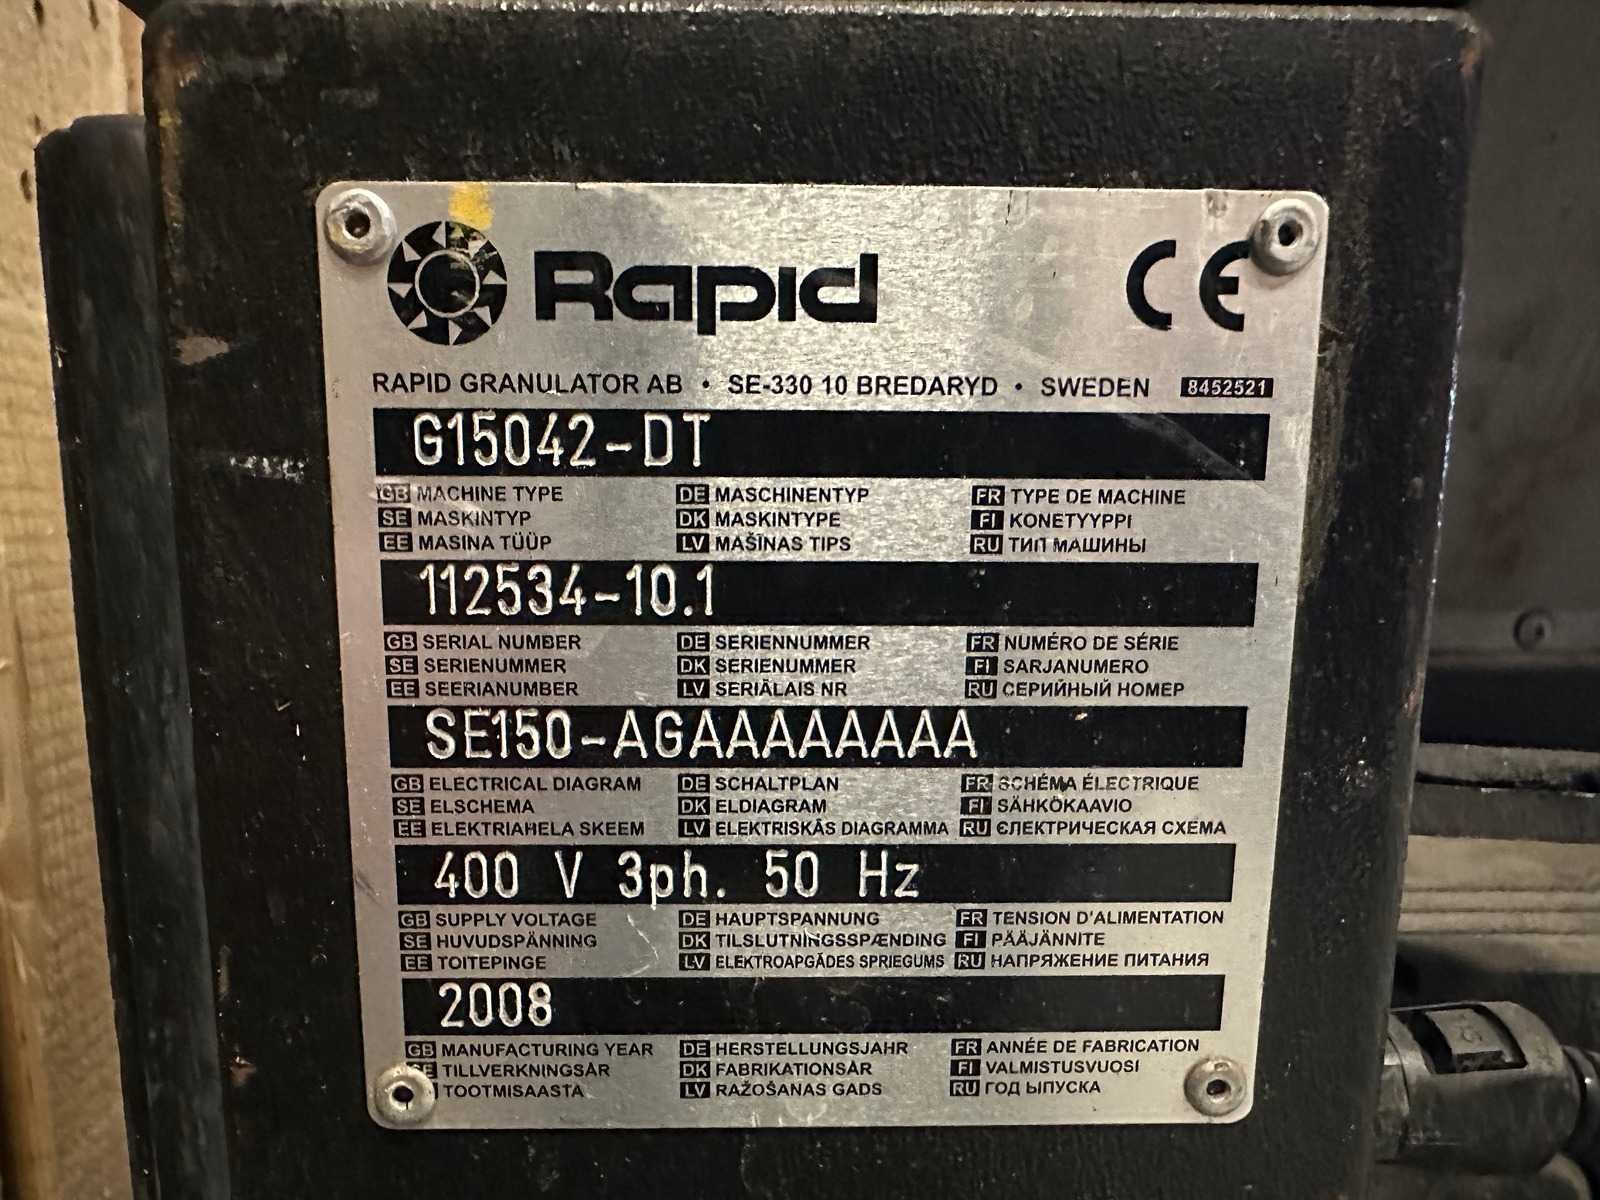 Rapid CE
RAPID GRANULATOR AB • SE-330 10 BREDARYD • SWEDEN 8452521
G15042-DT
GB MACHINE TYPE DE MASCHINENTYP FR TYPE DE MACHINE
SE MASKINTYP DK MASKINTYPE FI KONETYYPPI
EE MASINA TÜÜP LV MAŠĪNAS TIPS RU ТИП МАШИНЫ
112534-10.1
GB SERIAL NUMBER DE SERIENNUMMER FR NUMÉRO DE SÉRIE
SE SERIENUMMER DK SERIENUMMER FI SARJANUMERO
EE SEERIANUMBER LV SERIĀLAIS NR RU СЕРИЙНЫЙ НОМЕР
SE150-AGAAAAAAAA
GB ELECTRICAL DIAGRAM DE SCHALTPLAN FR SCHÉMA ÉLECTRIQUE
SE ELSCHEMA DK ELDIAGRAM FI SÄHKÖKAAVIO
EE ELEKTRIAHELA SKEEM LV ELEKTRISKĀS DIAGRAMMA RU ЄЛЕКТРИЧЕСКАЯ СХЕМА
400 V 3ph. 50 Hz
GB SUPPLY VOLTAGE DE HAUPTSPANNUNG FR TENSION D'ALIMENTATION
SE HUVUDSPÄNNING DK TILSLUTNINGSSPÆNDING FI PÄÄJÄNNITE
EE TOITEPINGE LV ELEKTROAPGĀDES SPRIEGUMS RU НАПРЯЖЕНИЕ ПИТАНИЯ
2008
GB MANUFACTURING YEAR DE HERSTELLUNGSJAHR FR ANNÉE DE FABRICATION
SE TILLVERKNINGSÅR DK FABRIKATIONSÅR FI VALMISTUSVUOSI
TOOTMISAASTA LV RAŽOŠANAS GADS RU ГОД ЫПУСКА